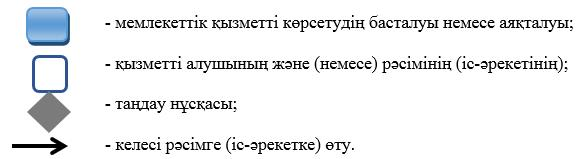 - мемлекеттік қызметті көрсетудің басталуы немесе аяқталуы;
- қызметті алушының және (немесе) рәсімінің (іс-әрекетінің);
- таңдау нұсқасы;
- келесі рәсімге (іс-әрекетке) өту.